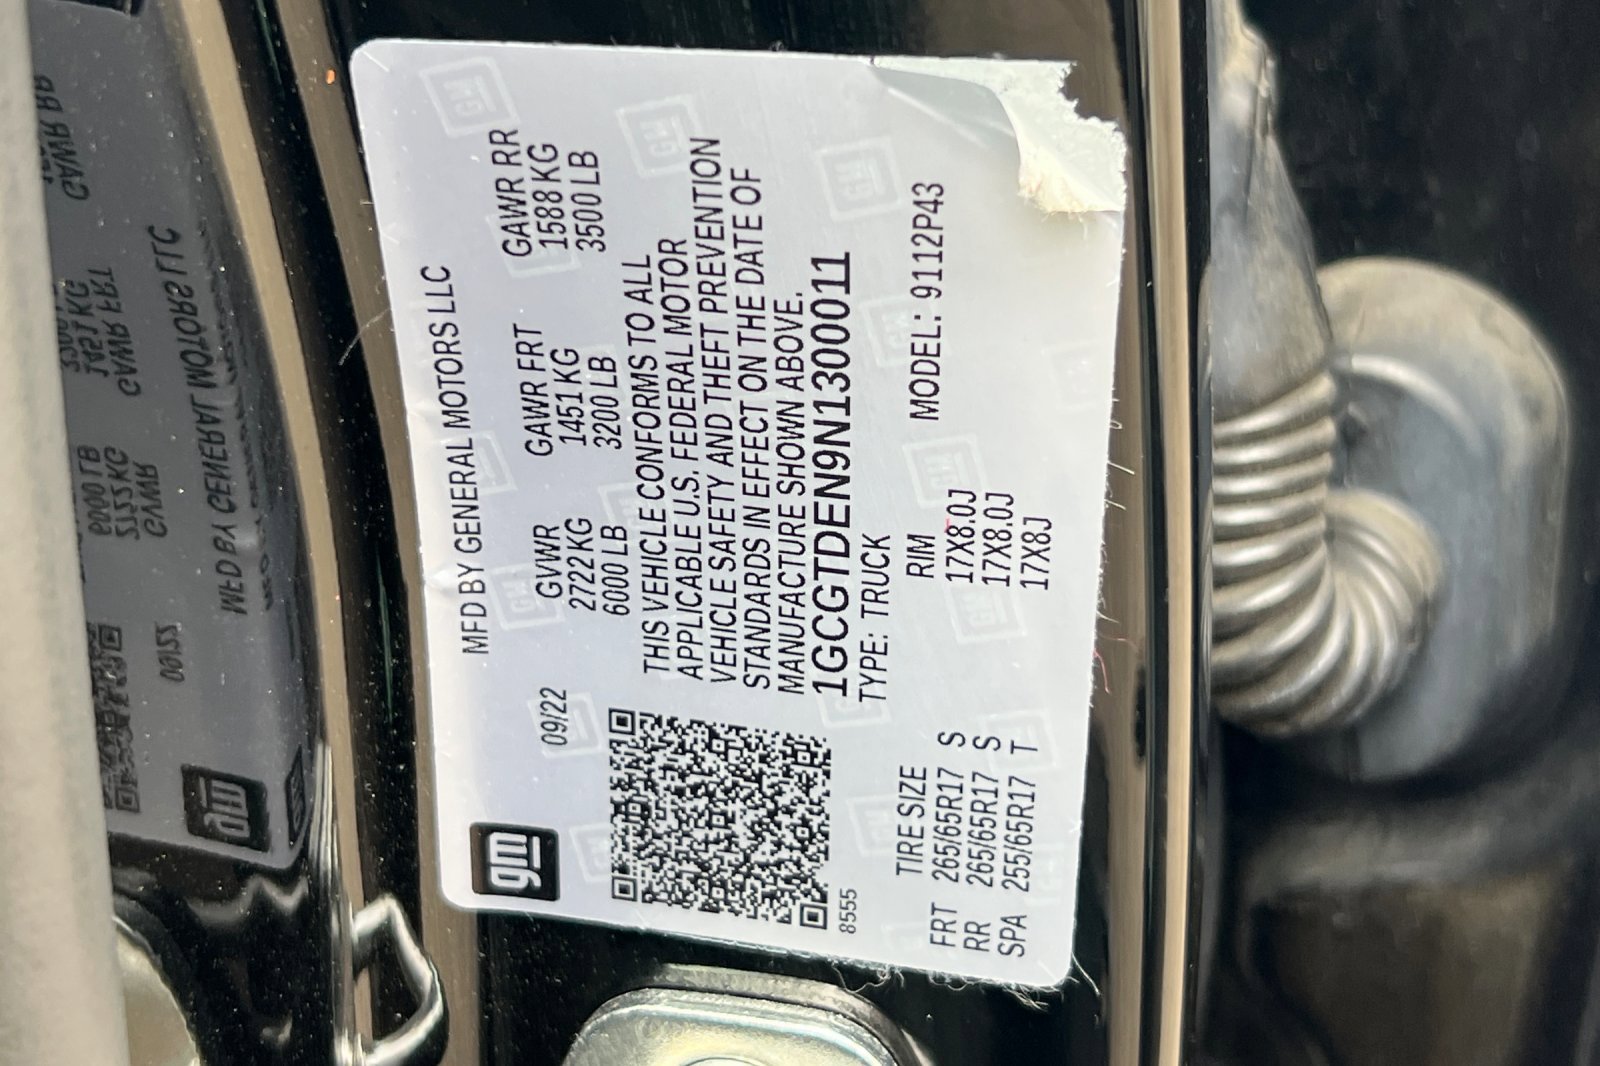 gm
MFD BY GENERAL MOTORS LLC
09/22
GVWR GAWR FRT GAWR RR
2722 KG 1451 KG 1588 KG
6000 LB 3200 LB 3500 LB
THIS VEHICLE CONFORMS TO ALL
APPLICABLE U.S. FEDERAL MOTOR
VEHICLE SAFETY AND THEFT PREVENTION
STANDARDS IN EFFECT ON THE DATE OF
MANUFACTURE SHOWN ABOVE.
1GCGTDEN9N1300011
TYPE: TRUCK
8555
MODEL: 9112P43
TIRE SIZE RIM
FRT 265/65R17 S 17X8.0J
RR 265/65R17 S 17X8.0J
SPA 255/65R17 T 17X8J